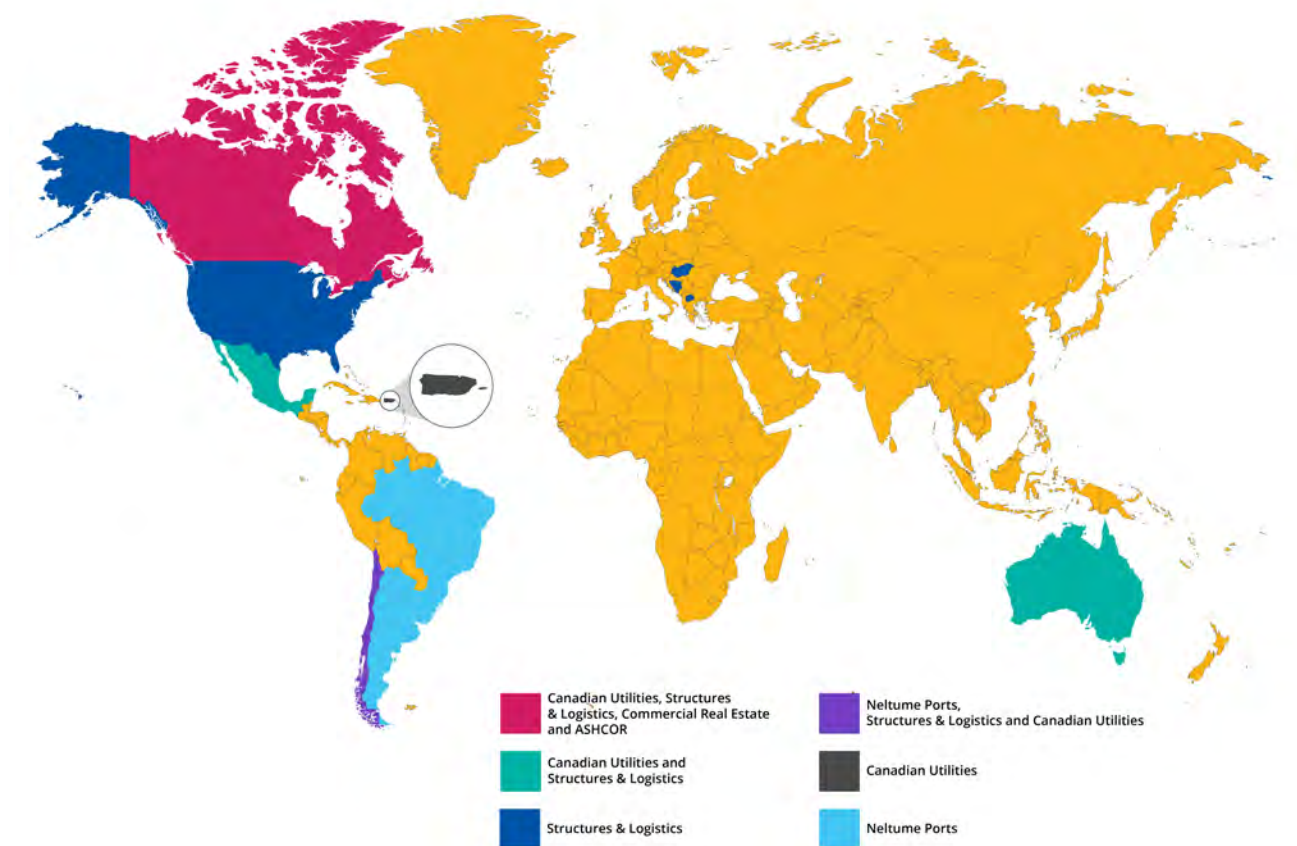 Canadian Utilities, Structures
& Logistics, Commercial Real Estate
and ASHCOR
Neltume Ports,
Structures & Logistics and Canadian Utilities
Canadian Utilities and
Structures & Logistics
Canadian Utilities
Structures & Logistics
Neltume Ports